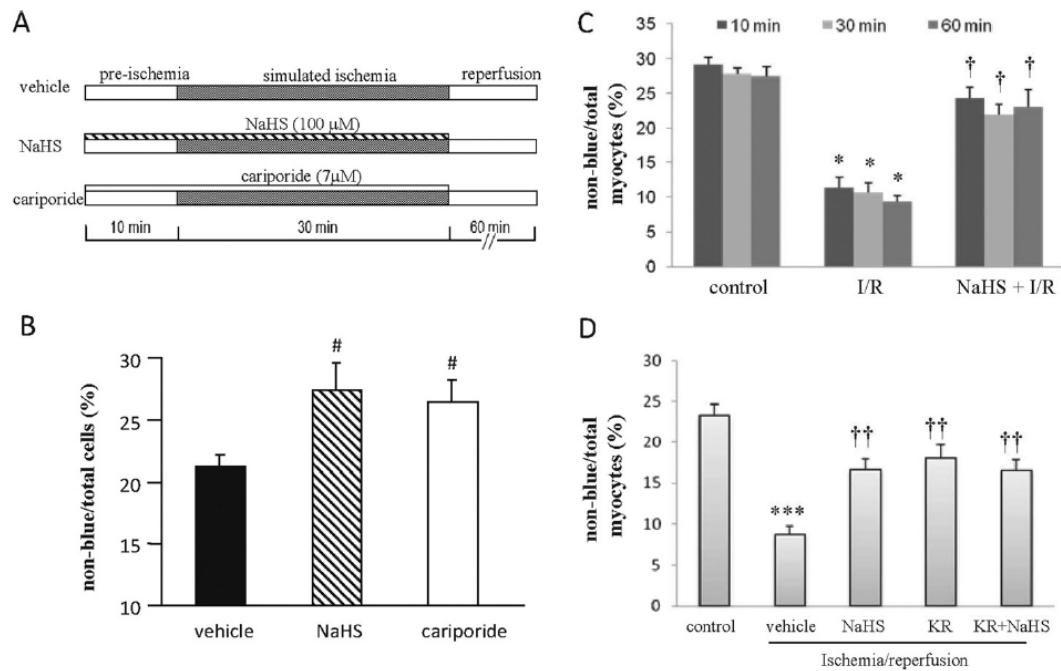 A
pre-ischemia simulated ischemia reperfusion
vehicle
NaHS (100 μM)
NaHS
cariporide (7μM)
cariporide
10 min 30 min 60 min
B
non-blue/total cells (%)
30
25
20
15
10
# #
vehicle NaHS cariporide
C
10 min 30 min 60 min
non-blue/total
myocytes (%)
35
30
25
20
15
10
5
0
* * *
† † †
control I/R NaHS + I/R
D
non-blue/total
myocytes (%)
30
25
20
15
10
5
0
*** †† †† ††
control vehicle NaHS KR KR+NaHS
Ischemia/reperfusion